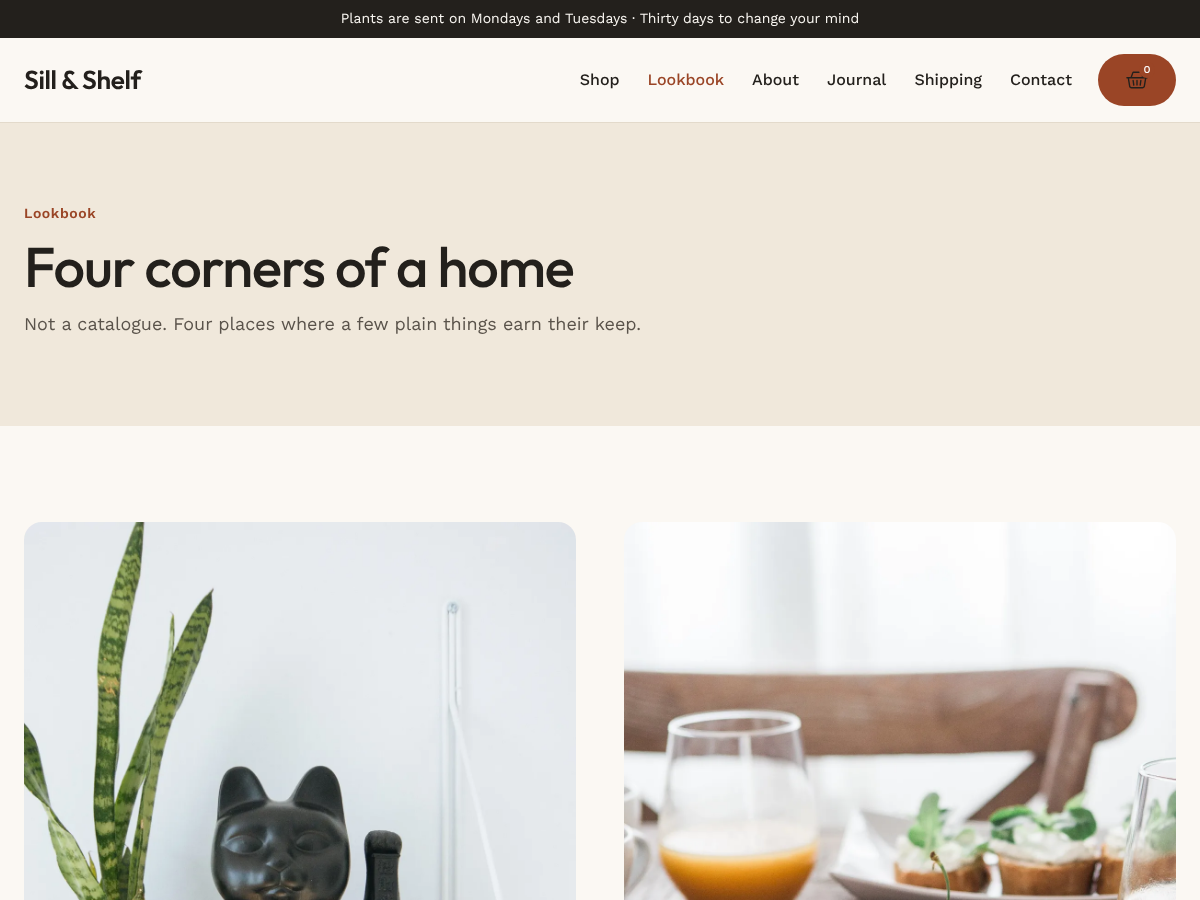 Plants are sent on Mondays and Tuesdays · Thirty days to change your mind
Sill & Shelf
Shop
Lookbook
About
Journal
Shipping
Contact
0
Lookbook
Four corners of a home
Not a catalogue. Four places where a few plain things earn their keep.